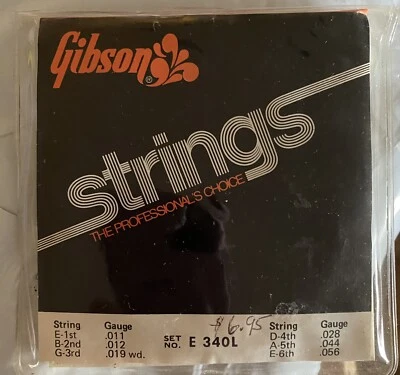 Gibson®
strings
THE PROFESSIONAL'S CHOICE
$6.95
String Gauge
E-1st .011
B-2nd .012
G-3rd .019 wd.
SET
NO. E 340L
String Gauge
D-4th .028
A-5th .044
E-6th .056